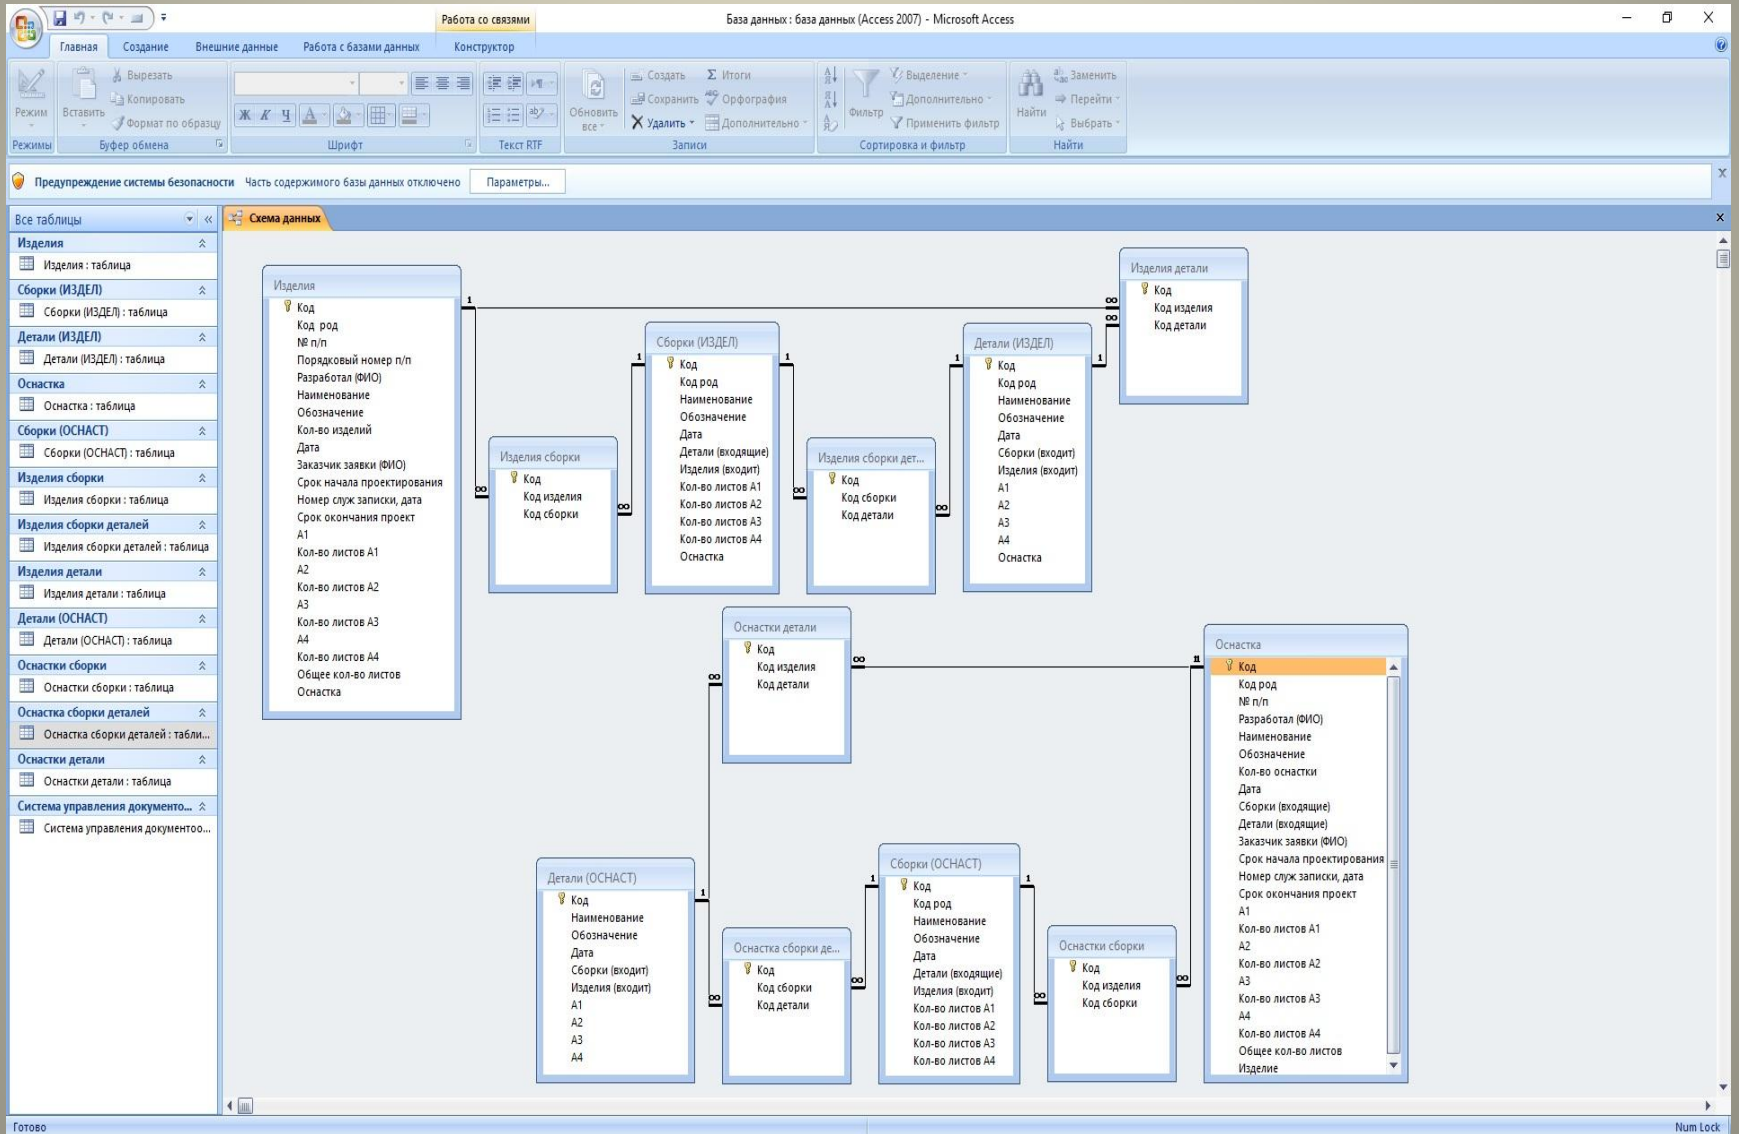 Работа со связями
База данных : база данных (Access 2007) - Microsoft Access
Главная
Создание
Внешние данные
Работа с базами данных
Конструктор
Режим
Вставить
Вырезать
Копировать
Формат по образцу
Ж К Ч А
Обновить все
Создать
Сохранить
Удалить
Итоги
Орфография
Дополнительно
Фильтр
Выделение
Дополнительно
Применить фильтр
Найти
Заменить
Перейти
Выбрать
Режимы
Буфер обмена
Шрифт
Текст RTF
Записи
Сортировка и фильтр
Найти
Предупреждение системы безопасности Часть содержимого базы данных отключено Параметры...
Все таблицы
Изделия
Изделия : таблица
Сборки (ИЗДЕЛ)
Сборки (ИЗДЕЛ) : таблица
Детали (ИЗДЕЛ)
Детали (ИЗДЕЛ) : таблица
Оснастка
Оснастка : таблица
Сборки (ОСНАСТ)
Сборки (ОСНАСТ) : таблица
Изделия сборки
Изделия сборки : таблица
Изделия сборки деталей
Изделия сборки деталей : таблица
Изделия детали
Изделия детали : таблица
Детали (ОСНАСТ)
Детали (ОСНАСТ) : таблица
Оснастки сборки
Оснастки сборки : таблица
Оснастка сборки деталей
Оснастка сборки деталей : табли...
Оснастки детали
Оснастки детали : таблица
Система управления документо...
Система управления документоо...
Схема данных
Изделия
Код
Код род
№ п/п
Порядковый номер п/п
Разработал (ФИО)
Наименование
Обозначение
Кол-во изделий
Дата
Заказчик заявки (ФИО)
Срок начала проектирования
Номер служ записки, дата
Срок окончания проект
А1
Кол-во листов А1
А2
Кол-во листов А2
А3
Кол-во листов А3
А4
Кол-во листов А4
Общее кол-во листов
Оснастка
1
∞
Изделия сборки
Код
Код изделия
Код сборки
∞
1
Сборки (ИЗДЕЛ)
Код
Код род
Наименование
Обозначение
Дата
Детали (входящие)
Изделия (входит)
Кол-во листов А1
Кол-во листов А2
Кол-во листов А3
Кол-во листов А4
Оснастка
1
∞
Изделия сборки дет...
Код
Код сборки
Код детали
∞
1
Детали (ИЗДЕЛ)
Код
Код род
Наименование
Обозначение
Дата
Сборки (входит)
Изделия (входит)
А1
А2
А3
А4
Оснастка
1
∞
∞
Изделия детали
Код
Код изделия
Код детали
Оснастки детали
Код
Код изделия
Код детали
∞
∞
Детали (ОСНАСТ)
Код
Наименование
Обозначение
Дата
Сборки (входит)
Изделия (входит)
А1
А2
А3
А4
1
∞
Оснастка сборки де...
Код
Код сборки
Код детали
∞
1
Сборки (ОСНАСТ)
Код
Код род
Наименование
Обозначение
Дата
Детали (входящие)
Изделия (входит)
Кол-во листов А1
Кол-во листов А2
Кол-во листов А3
Кол-во листов А4
1
∞
Оснастки сборки
Код
Код изделия
Код сборки
∞
Оснастка
Код
Код род
№ п/п
Разработал (ФИО)
Наименование
Обозначение
Кол-во оснастки
Дата
Сборки (входящие)
Детали (входящие)
Заказчик заявки (ФИО)
Срок начала проектирования
Номер служ записки, дата
Срок окончания проект
А1
Кол-во листов А1
А2
Кол-во листов А2
А3
Кол-во листов А3
А4
Кол-во листов А4
Общее кол-во листов
Изделие
Готово
Num Lock